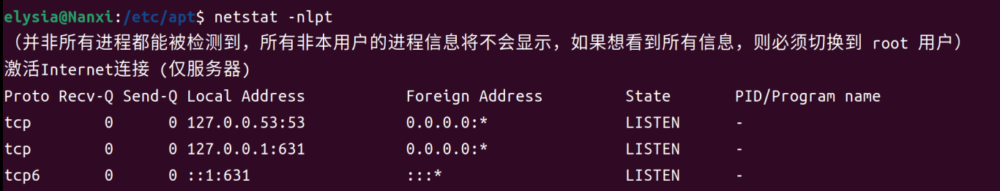 elysia@Nanxi:/etc/apt$ netstat -nlpt
（并非所有进程都能被检测到，所有非本用户的进程信息将不会显示，如果想看到所有信息，则必须切换到 root 用户）
激活Internet连接 (仅服务器)
Proto Recv-Q Send-Q Local Address           Foreign Address         State       PID/Program name
tcp        0      0 127.0.0.53:53           0.0.0.0:*               LISTEN      -
tcp        0      0 127.0.0.1:631           0.0.0.0:*               LISTEN      -
tcp6       0      0 ::1:631                 :::*                    LISTEN      -